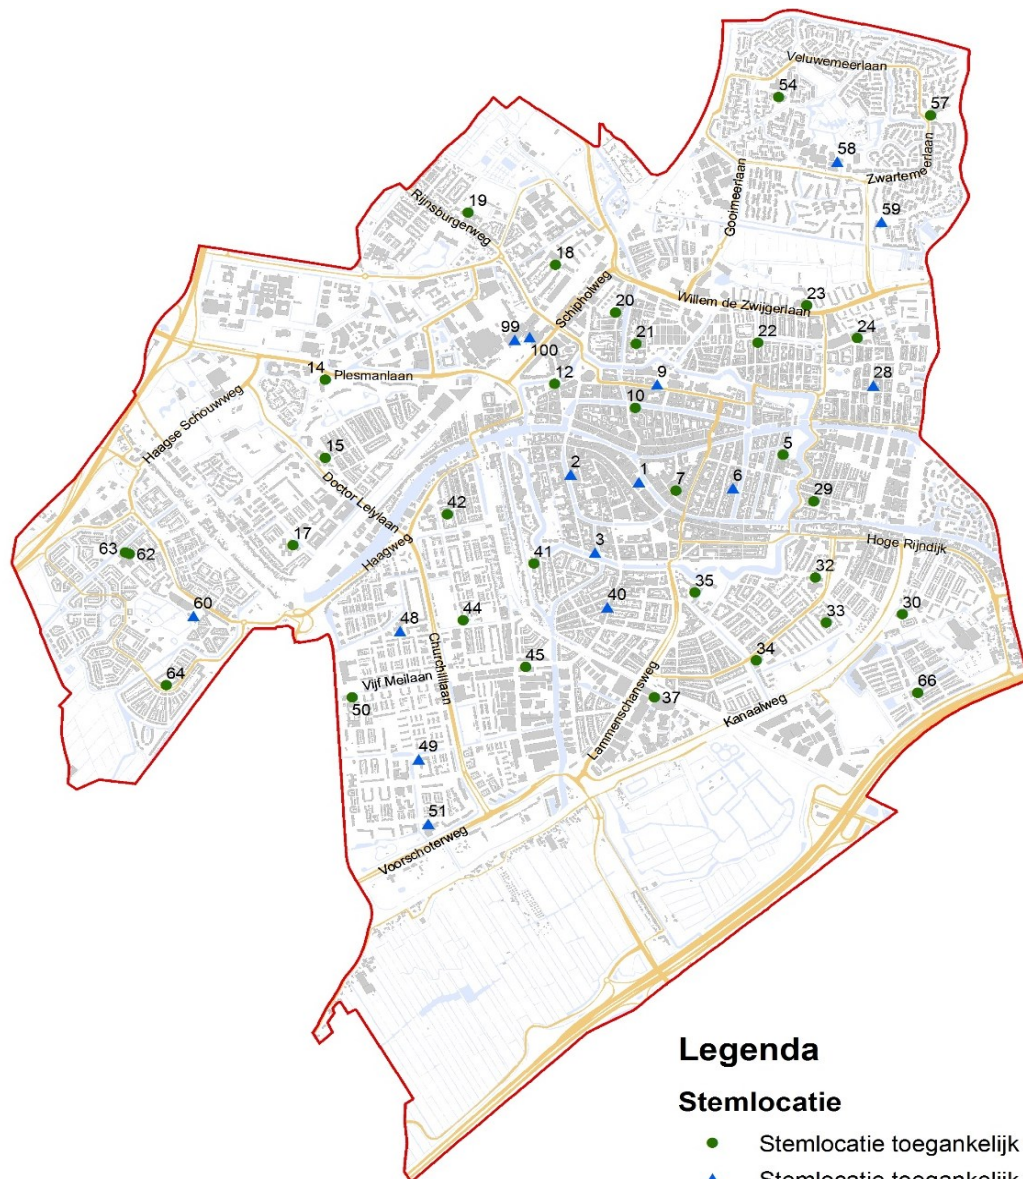 Veluwemeerlaan
54
57
58
Zwartemeerlaan
Gooimeerlaan
59
19
Rijnsburgerweg
18
Schipholweg
Willem de Zwijgerlaan
23
20
21
22
24
99
100
28
14
Plesmanlaan
12
9
10
Haagse Schouwweg
15
Doctor Lelylaan
2
1
7
6
5
29
42
Haagweg
17
63
62
41
3
Hoge Rijndijk
32
35
40
33
30
60
48
44
Churchilllaan
45
34
64
Vijf Meilaan
50
Lammenschansweg
37
Kanaalweg
66
49
51
Voorschoterweg
Legenda
Stemlocatie
Stemlocatie toegankelijk
Stemlocatie toegankelijk